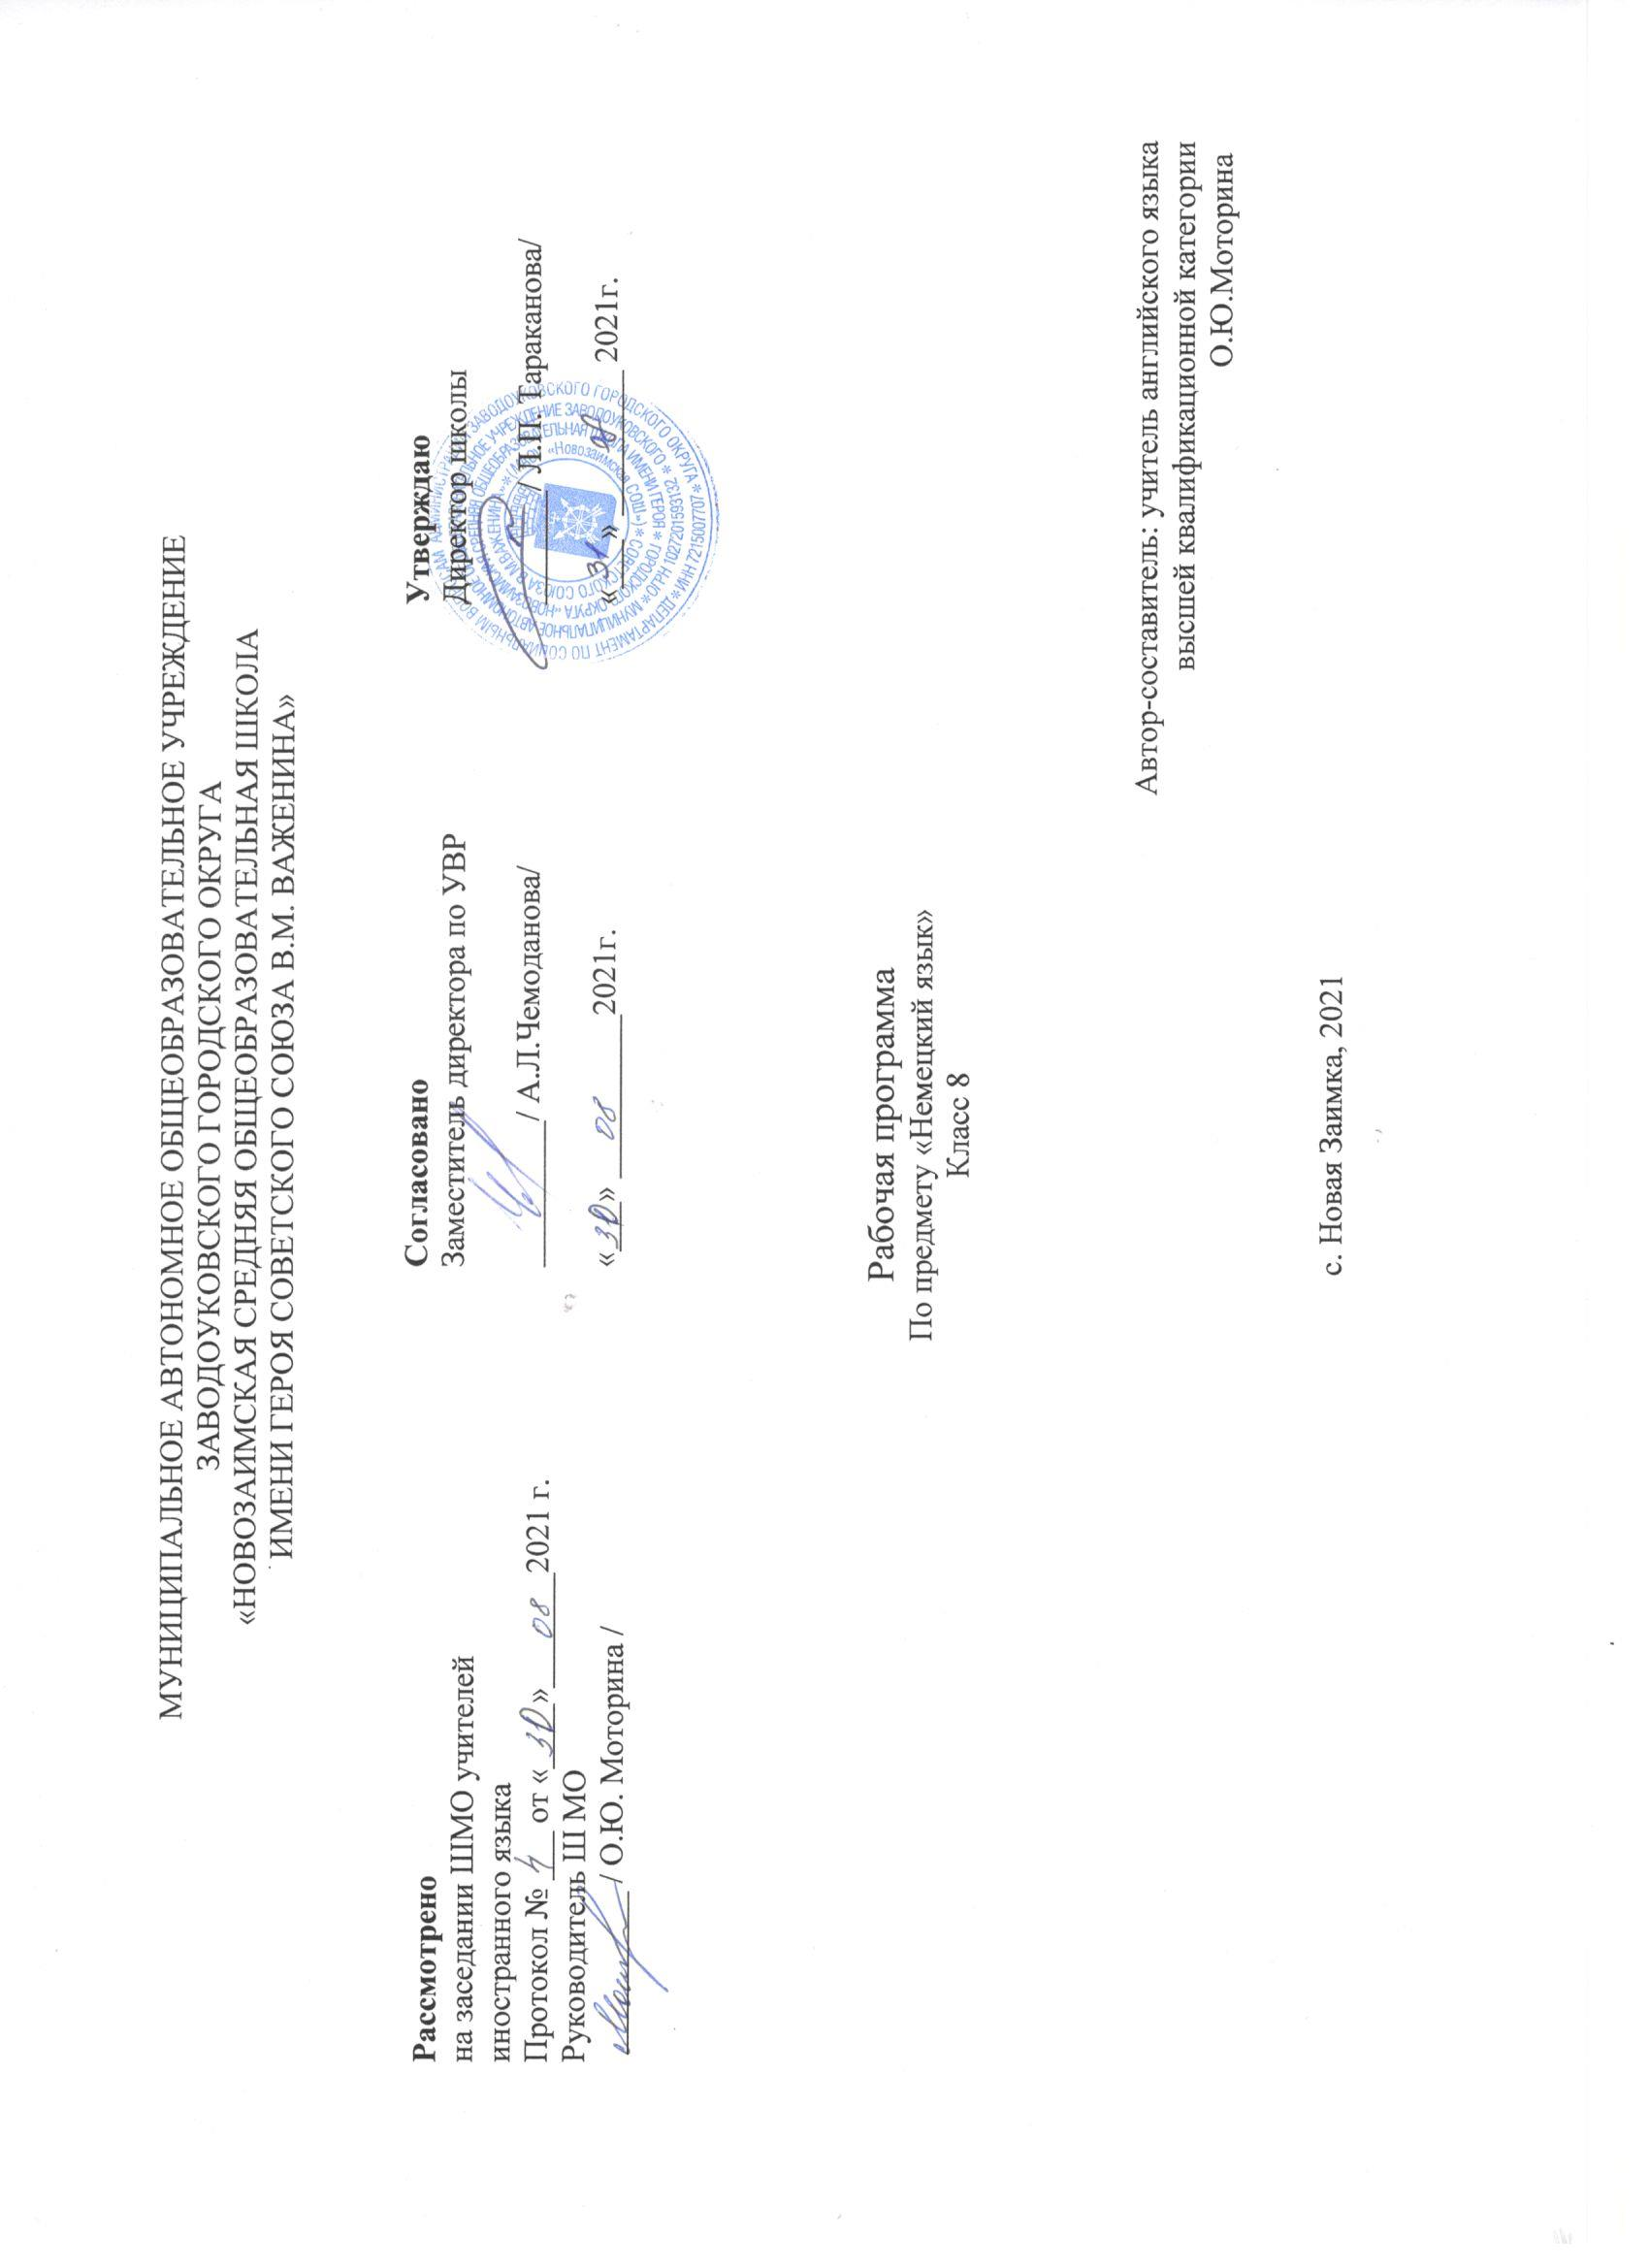 МУНИЦИПАЛЬНОЕ АВТОНОМНОЕ ОБЩЕОБРАЗОВАТЕЛЬНОЕ УЧРЕЖДЕНИЕ
ЗАВОДОУКОВСКОГО ГОРОДСКОГО ОКРУГА
«НОВОЗАИМСКАЯ СРЕДНЯЯ ОБЩЕОБРАЗОВАТЕЛЬНАЯ ШКОЛА
ИМЕНИ ГЕРОЯ СОВЕТСКОГО СОЮЗА В.М. ВАЖЕНИНА»
Рассмотрено
на заседании ШМО учителей
иностранного языка
Протокол № 4 от «30» 08 2021 г.
Руководитель Ш МО
/ О.Ю. Моторина /
Согласовано
Заместитель директора по УВР
/ А.Л.Чемоданова/
«30» 08 2021г.
Утверждаю
Директор школы
/ Л.П. Тараканова/
«31» 08 2021г.
Рабочая программа
По предмету «Немецкий язык»
Класс 8
Автор-составитель: учитель английского языка
высшей квалификационной категории
О.Ю.Моторина
с. Новая Заимка, 2021